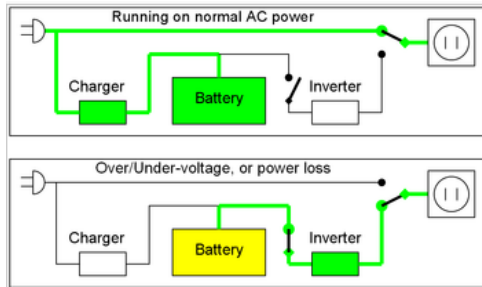 Running on normal AC power
Charger
Battery
Inverter
Over/Under-voltage, or power loss
Charger
Battery
Inverter